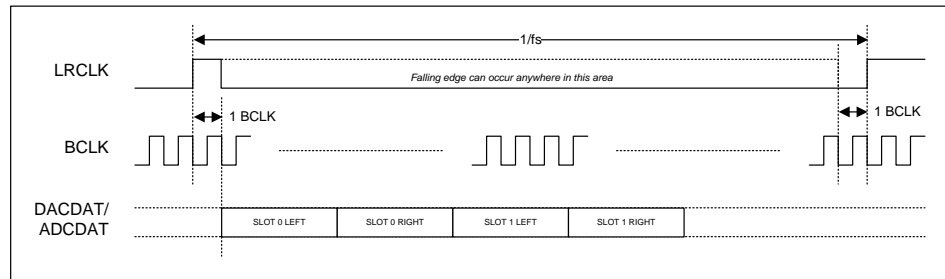 1/fs
LRCLK
Falling edge can occur anywhere in this area
1 BCLK
1 BCLK
BCLK
DACDAT/
ADCDAT
SLOT 0 LEFT
SLOT 0 RIGHT
SLOT 1 LEFT
SLOT 1 RIGHT